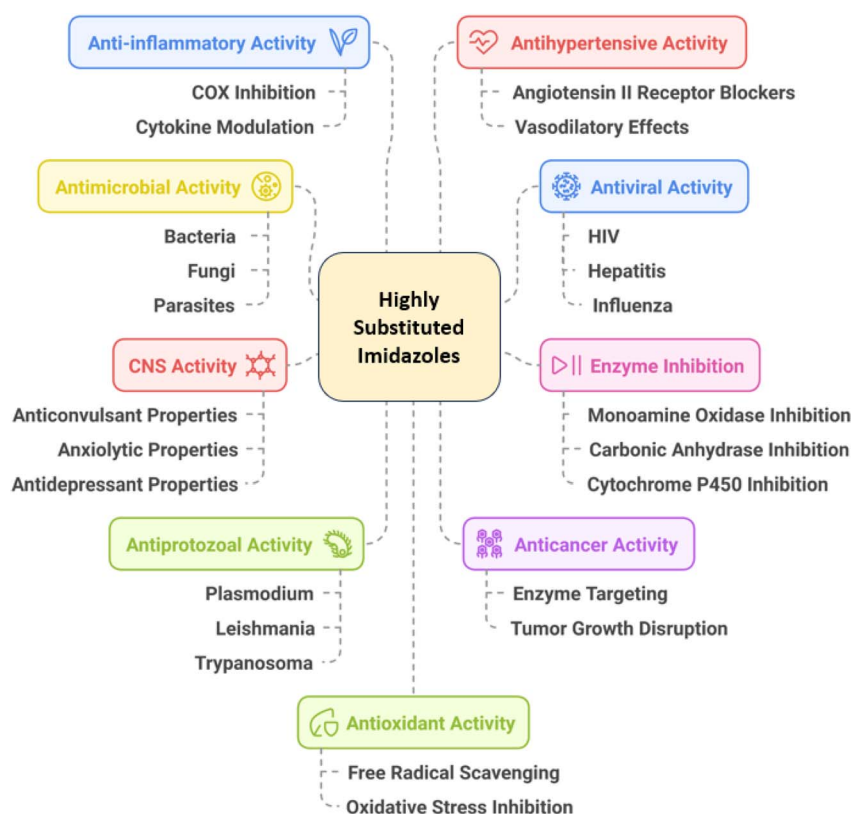 Anti-inflammatory Activity
COX Inhibition
Cytokine Modulation
Antihypertensive Activity
Angiotensin II Receptor Blockers
Vasodilatory Effects
Antimicrobial Activity
Bacteria
Fungi
Parasites
Antiviral Activity
HIV
Hepatitis
Influenza
Highly
Substituted
Imidazoles
CNS Activity
Anticonvulsant Properties
Anxiolytic Properties
Antidepressant Properties
Enzyme Inhibition
Monoamine Oxidase Inhibition
Carbonic Anhydrase Inhibition
Cytochrome P450 Inhibition
Antiprotozoal Activity
Plasmodium
Leishmania
Trypanosoma
Anticancer Activity
Enzyme Targeting
Tumor Growth Disruption
Antioxidant Activity
Free Radical Scavenging
Oxidative Stress Inhibition